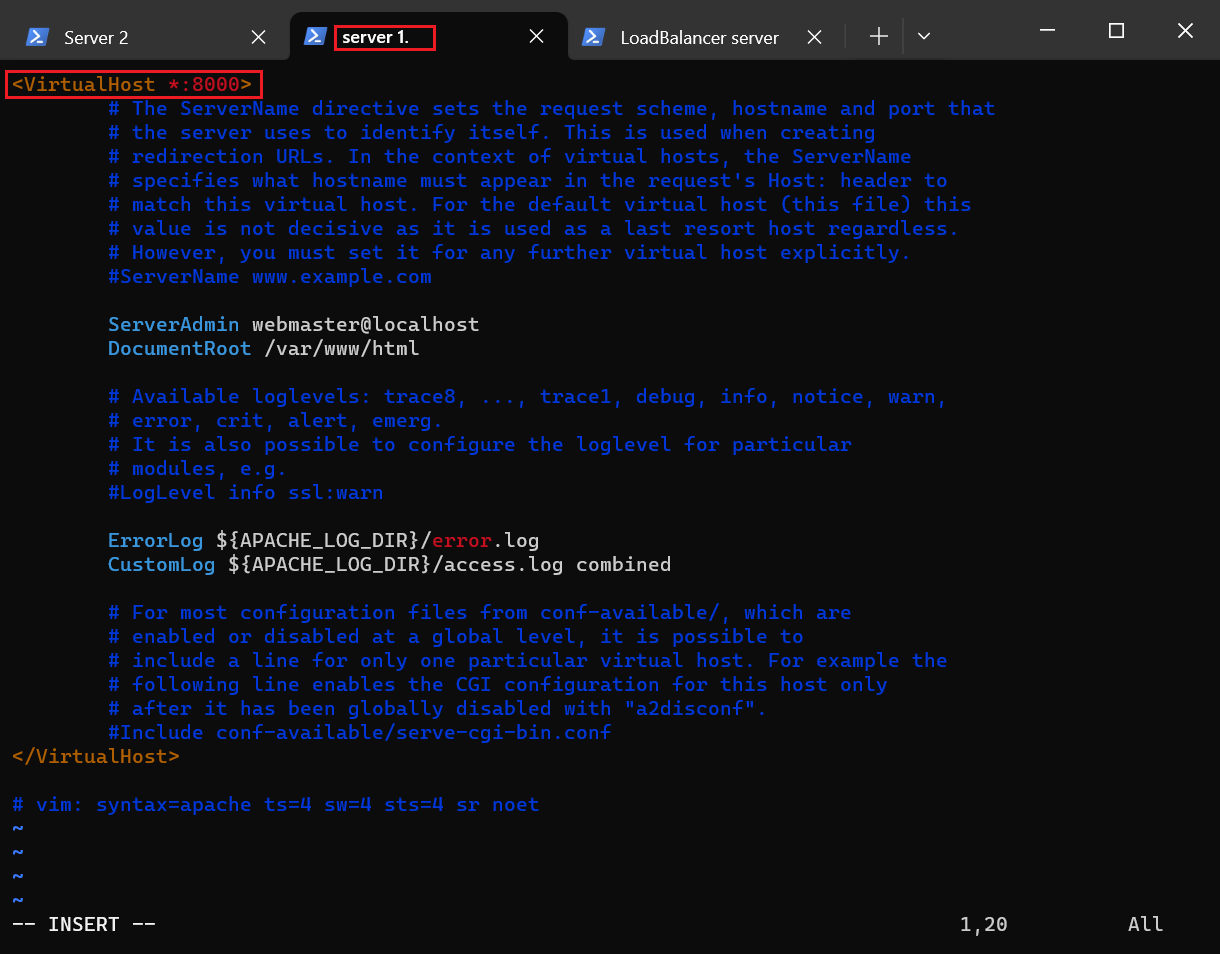 Server 2
server 1.
LoadBalancer server
<VirtualHost *:8000>
# The ServerName directive sets the request scheme, hostname and port that
# the server uses to identify itself. This is used when creating
# redirection URLs. In the context of virtual hosts, the ServerName
# specifies what hostname must appear in the request's Host: header to
# match this virtual host. For the default virtual host (this file) this
# value is not decisive as it is used as a last resort host regardless.
# However, you must set it for any further virtual host explicitly.
#ServerName www.example.com
ServerAdmin webmaster@localhost
DocumentRoot /var/www/html
# Available loglevels: trace8, ..., trace1, debug, info, notice, warn,
# error, crit, alert, emerg.
# It is also possible to configure the loglevel for particular
# modules, e.g.
#LogLevel info ssl:warn
ErrorLog ${APACHE_LOG_DIR}/error.log
CustomLog ${APACHE_LOG_DIR}/access.log combined
# For most configuration files from conf-available/, which are
# enabled or disabled at a global level, it is possible to
# include a line for only one particular virtual host. For example the
# following line enables the CGI configuration for this host only
# after it has been globally disabled with "a2disconf".
#Include conf-available/serve-cgi-bin.conf
</VirtualHost>
# vim: syntax=apache ts=4 sw=4 sts=4 sr noet
~
~
~
~
-- INSERT -- 1,20 All